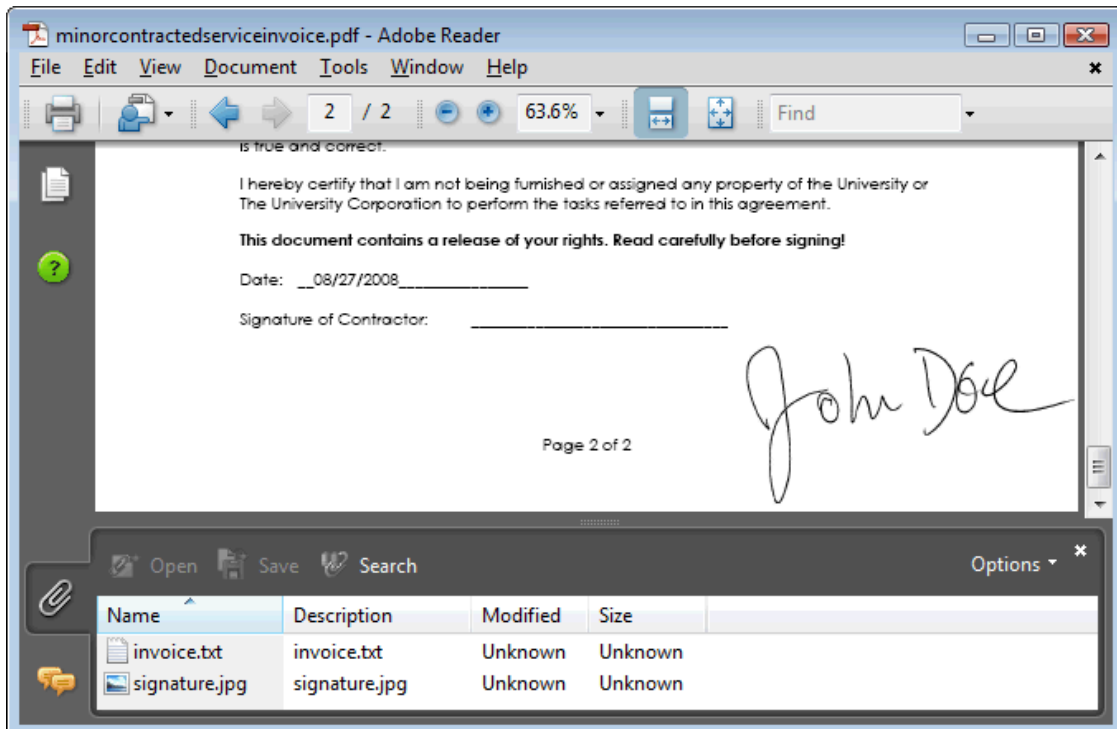 minorcontractedserviceinvoice.pdf - Adobe Reader
File Edit View Document Tools Window Help
2 / 2 63.6% Find
is true and correct.
I hereby certify that I am not being furnished or assigned any property of the University or
The University Corporation to perform the tasks referred to in this agreement.
This document contains a release of your rights. Read carefully before signing!
Date: __08/27/2008________________
Signature of Contractor: ________________________________
John Doe
Page 2 of 2
Open Save Search Options
Name Description Modified Size
invoice.txt invoice.txt Unknown Unknown
signature.jpg signature.jpg Unknown Unknown